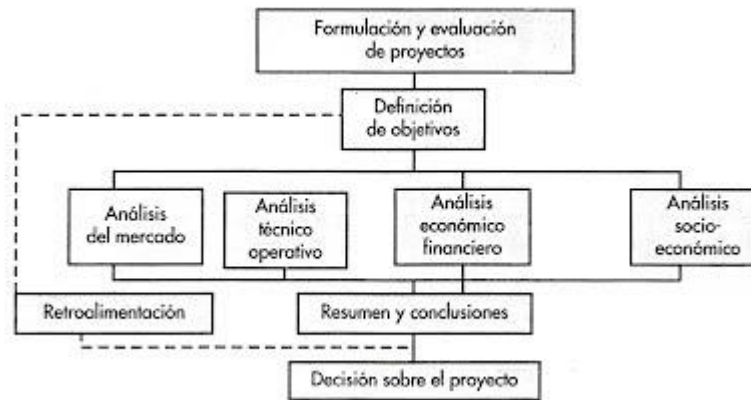 Formulación y evaluación
de proyectos
Definición
de objetivos
Análisis
del mercado
Análisis
técnico
operativo
Análisis
económico
financiero
Análisis
socio-
económico
Retroalimentación
Resumen y conclusiones
Decisión sobre el proyecto